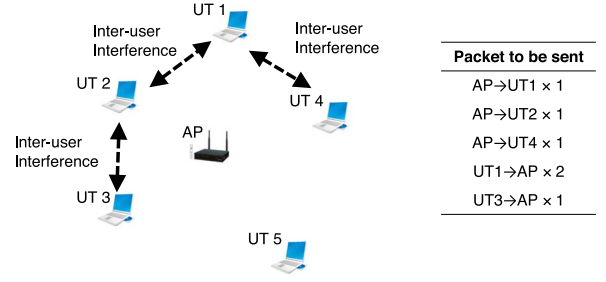 UT 1
Inter-user
Interference
Inter-user
Interference
UT 2
UT 4
AP
Inter-user
Interference
UT 3
UT 5
Packet to be sent
AP→UT1 × 1
AP→UT2 × 1
AP→UT4 × 1
UT1→AP × 2
UT3→AP × 1